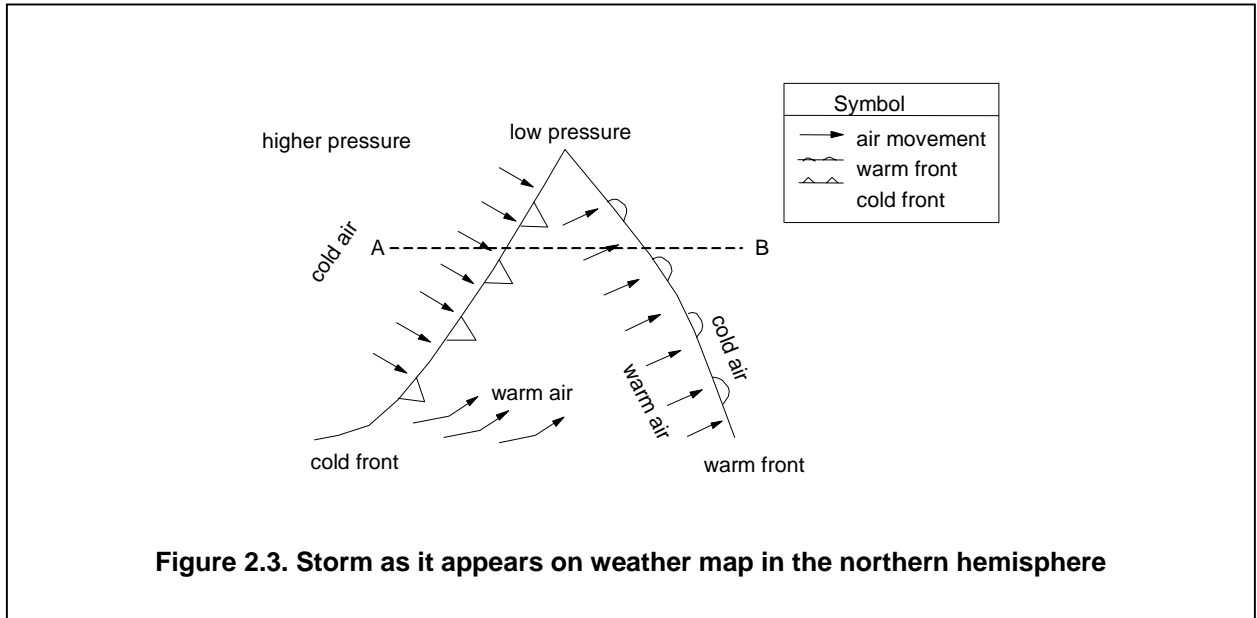 higher pressure
low pressure
Symbol
air movement
warm front
cold front
cold air
A
B
cold air
warm air
warm air
cold front
warm front
Figure 2.3. Storm as it appears on weather map in the northern hemisphere